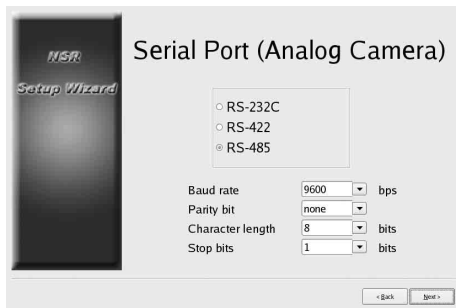 NSR
Setup Wizard
Serial Port (Analog Camera)
RS-232C
RS-422
RS-485
Baud rate 9600 bps
Parity bit none
Character length 8 bits
Stop bits 1 bits
< Back Next >